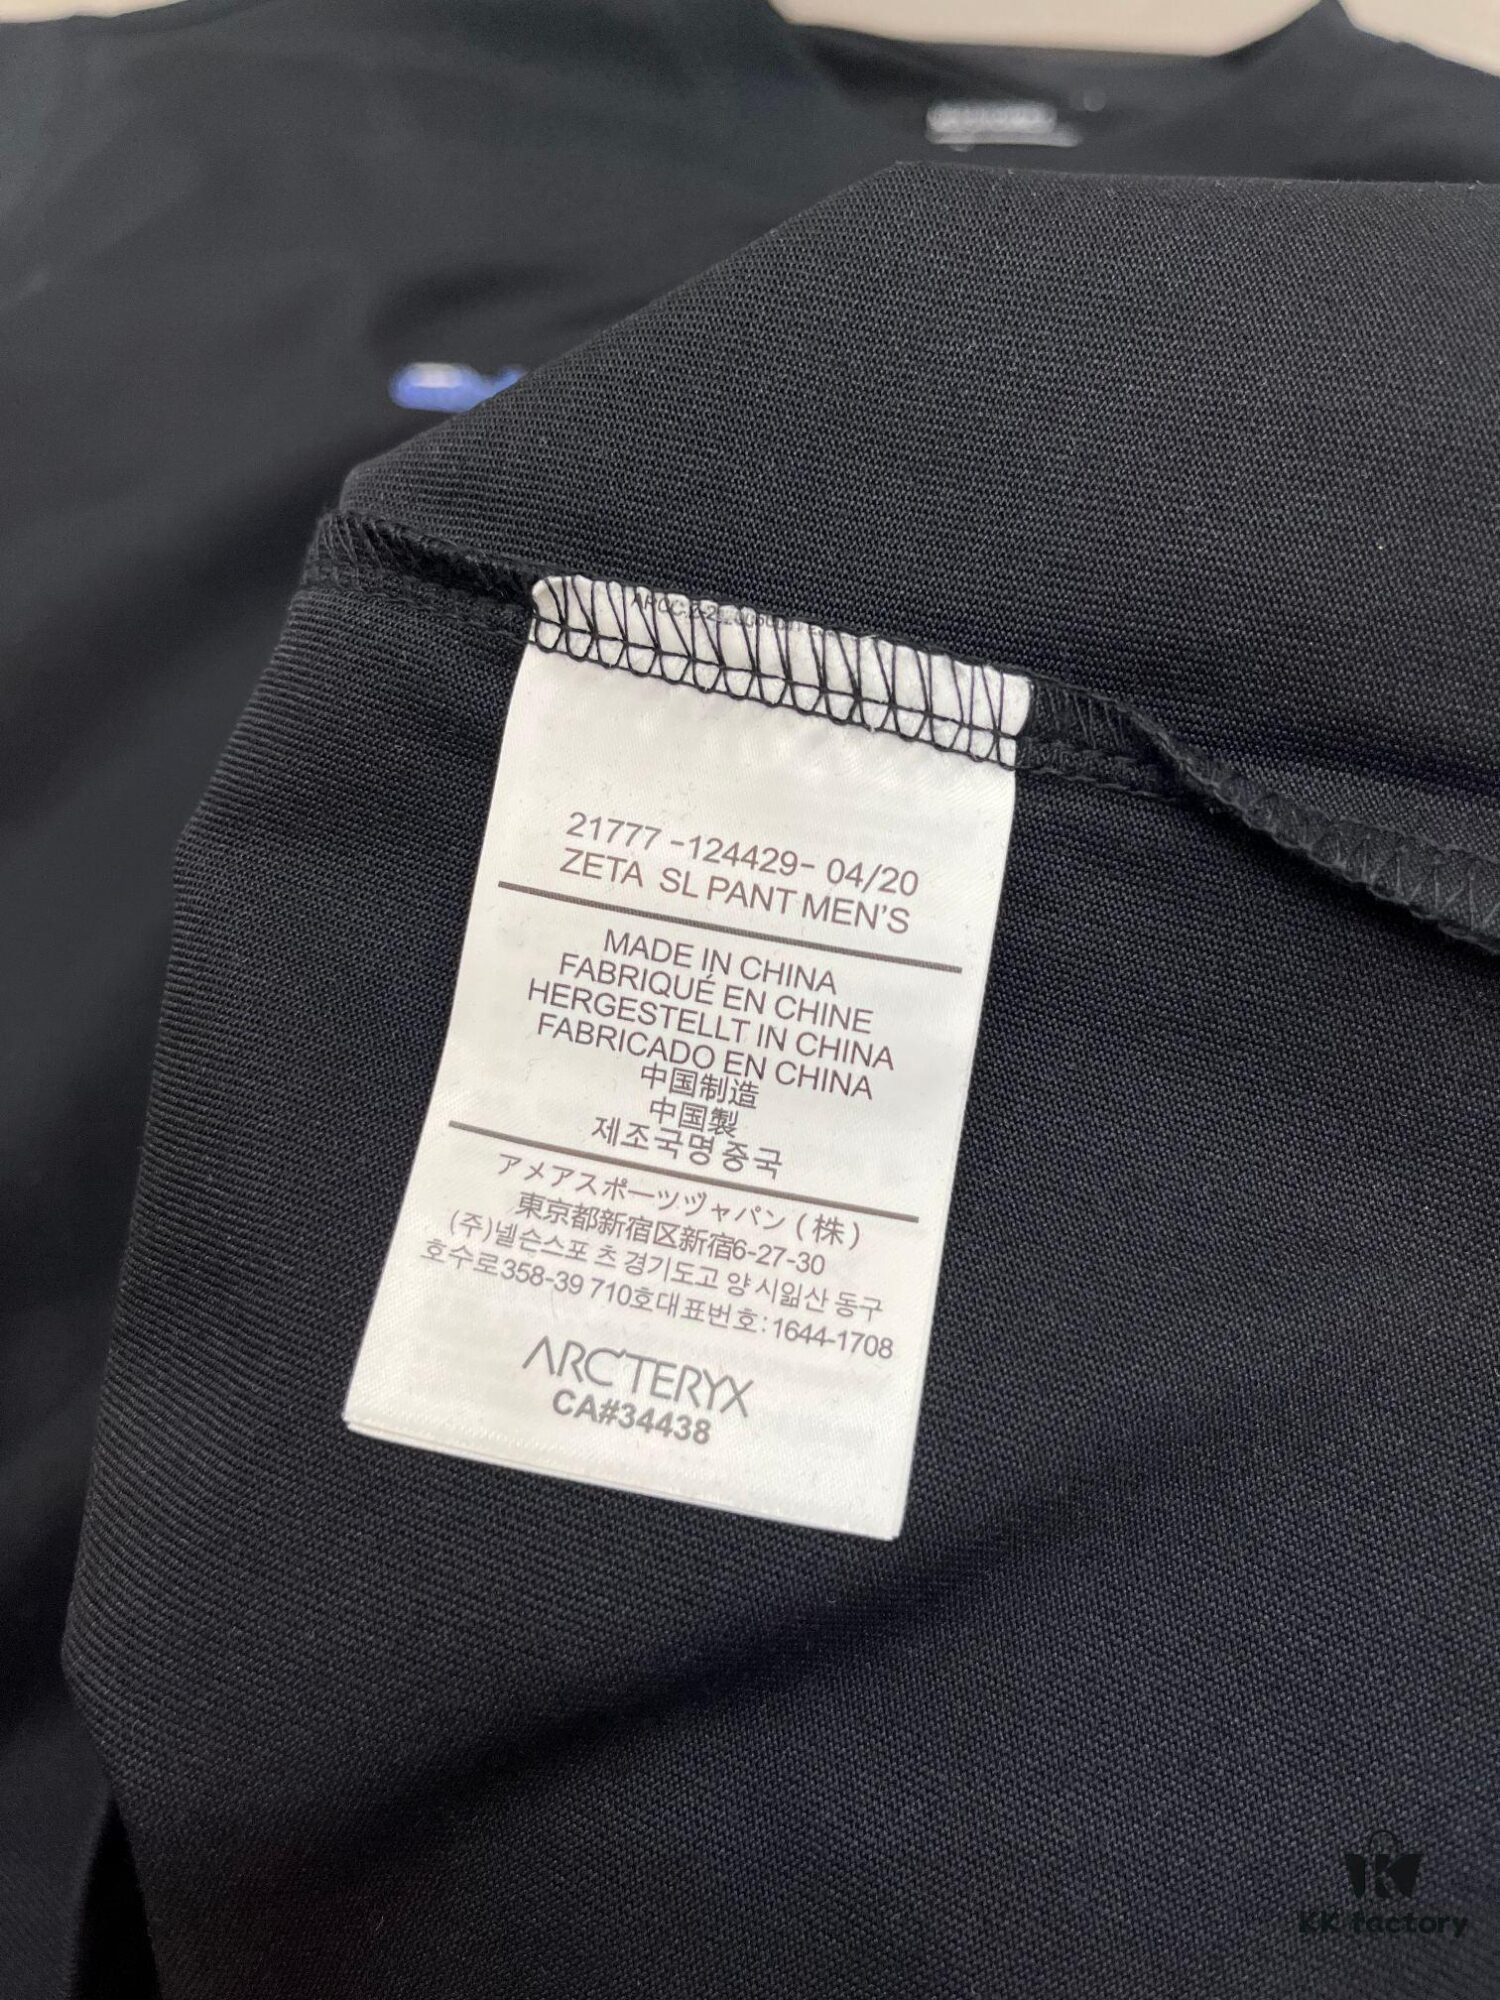 21777 -124429- 04/20
ZETA SL PANT MEN'S
MADE IN CHINA
FABRIQUÉ EN CHINE
HERGESTELLT IN CHINA
FABRICADO EN CHINA
中国制造
中国製
제조국명 중국
アメアスポーツヅャパン (株)
東京都新宿区新宿6-27-30
(주)넬슨스포 츠 경기도고 양 시일산 동구
호수로358-39 710호대 표번호:1644-1708
ARC'TERYX
CA#34438
KK factory